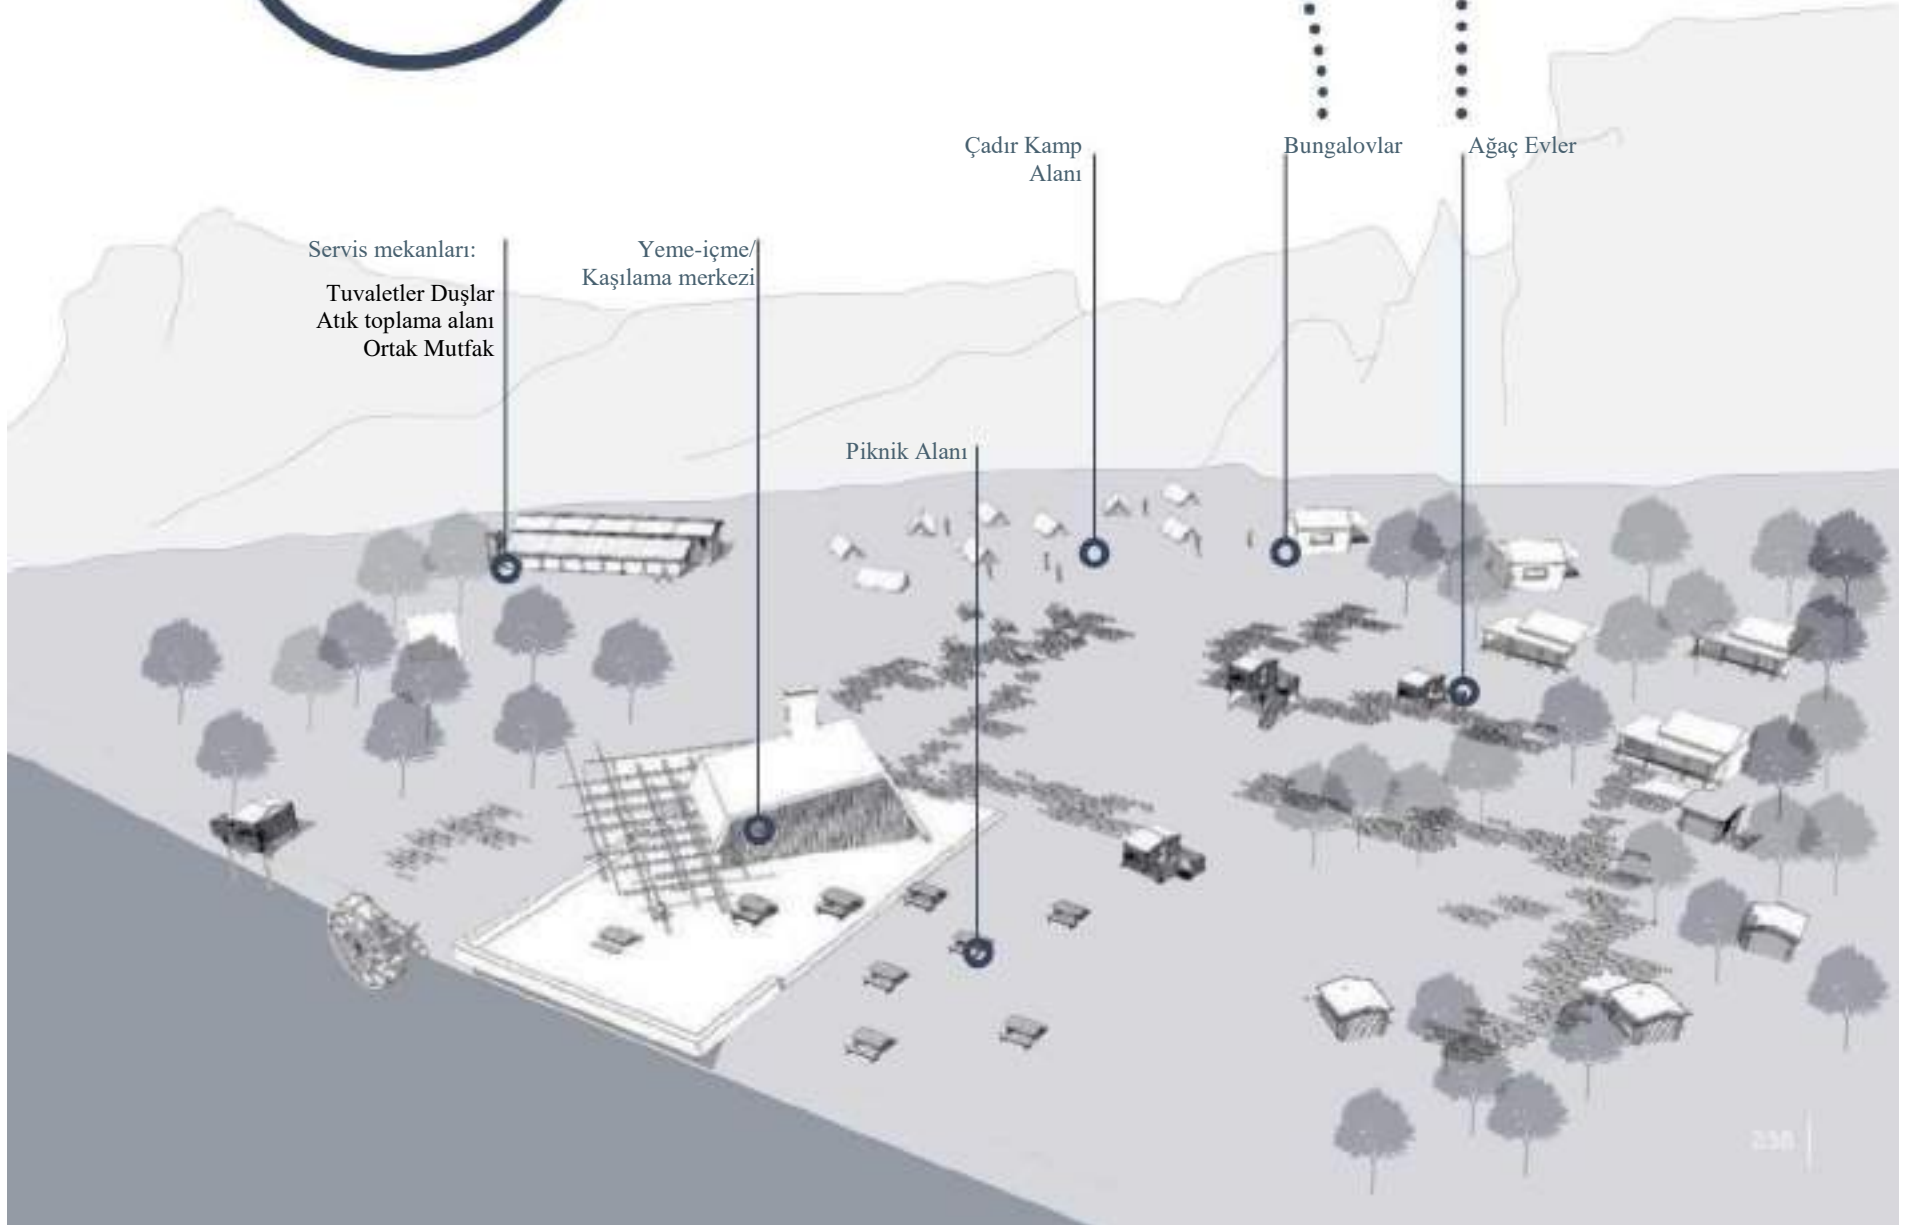 Çadır Kamp
Alanı
Bungalovlar
Ağaç Evler
Servis mekanları:
Tuvaletler Duşlar
Atık toplama alanı
Ortak Mutfak
Yeme-içme/
Kaşılama merkezi
Piknik Alanı